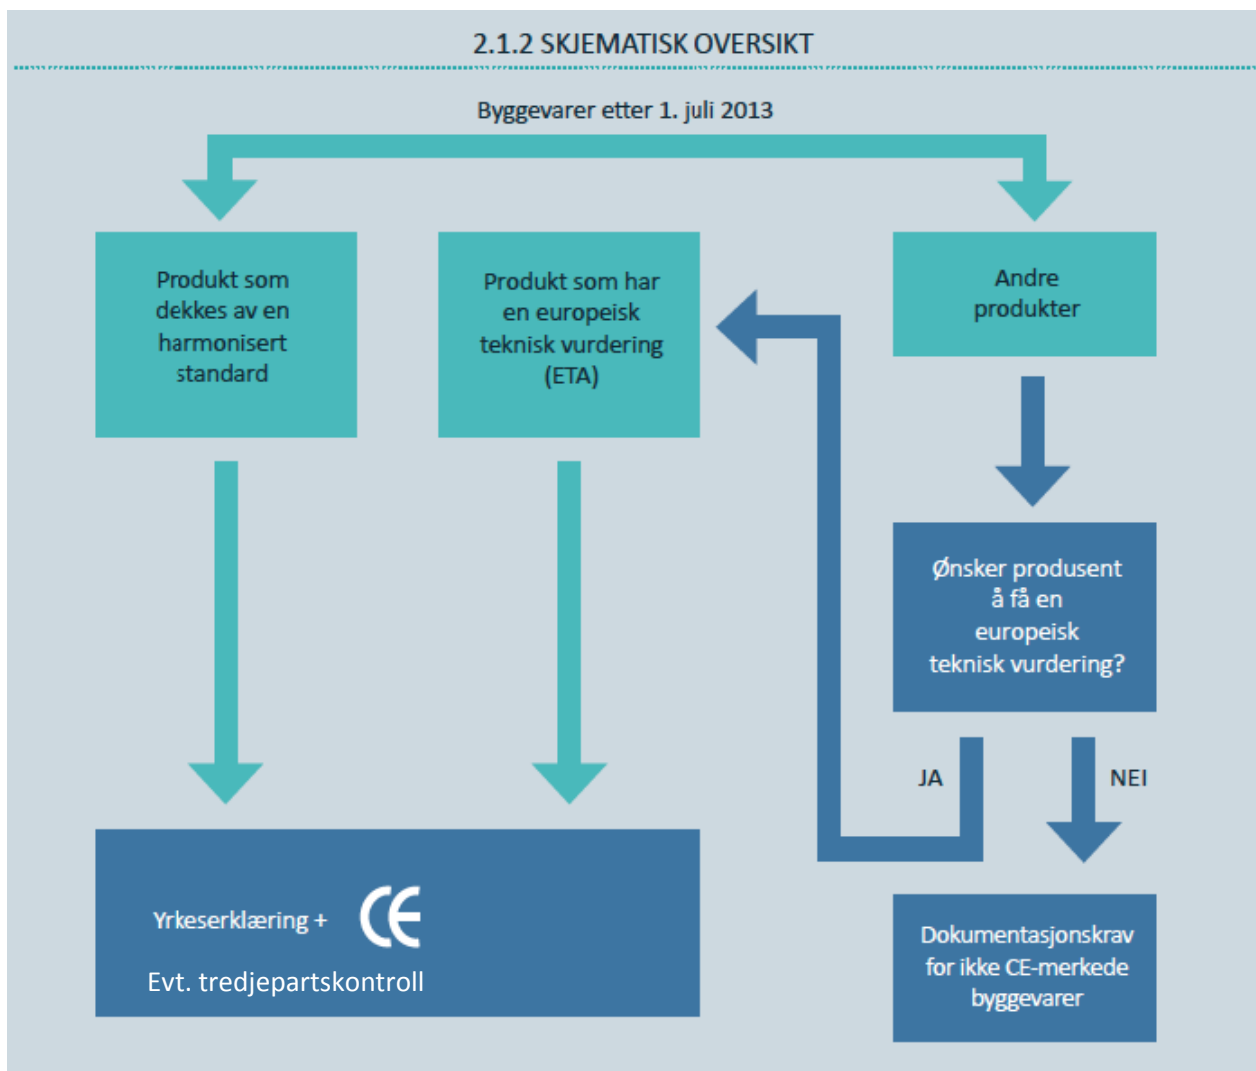 2.1.2 SKJEMATISK OVERSIKT
Byggevarer etter 1. juli 2013
Produkt som
dekkes av en
harmonisert
standard
Produkt som har
en europeisk
teknisk vurdering
(ETA)
Andre
produkter
Ønsker produsent
å få en
europeisk
teknisk vurdering?
JA
NEI
Yrkeserklæring + CE
Evt. tredjepartskontroll
Dokumentasjonskrav
for ikke CE-merkede
byggevarer